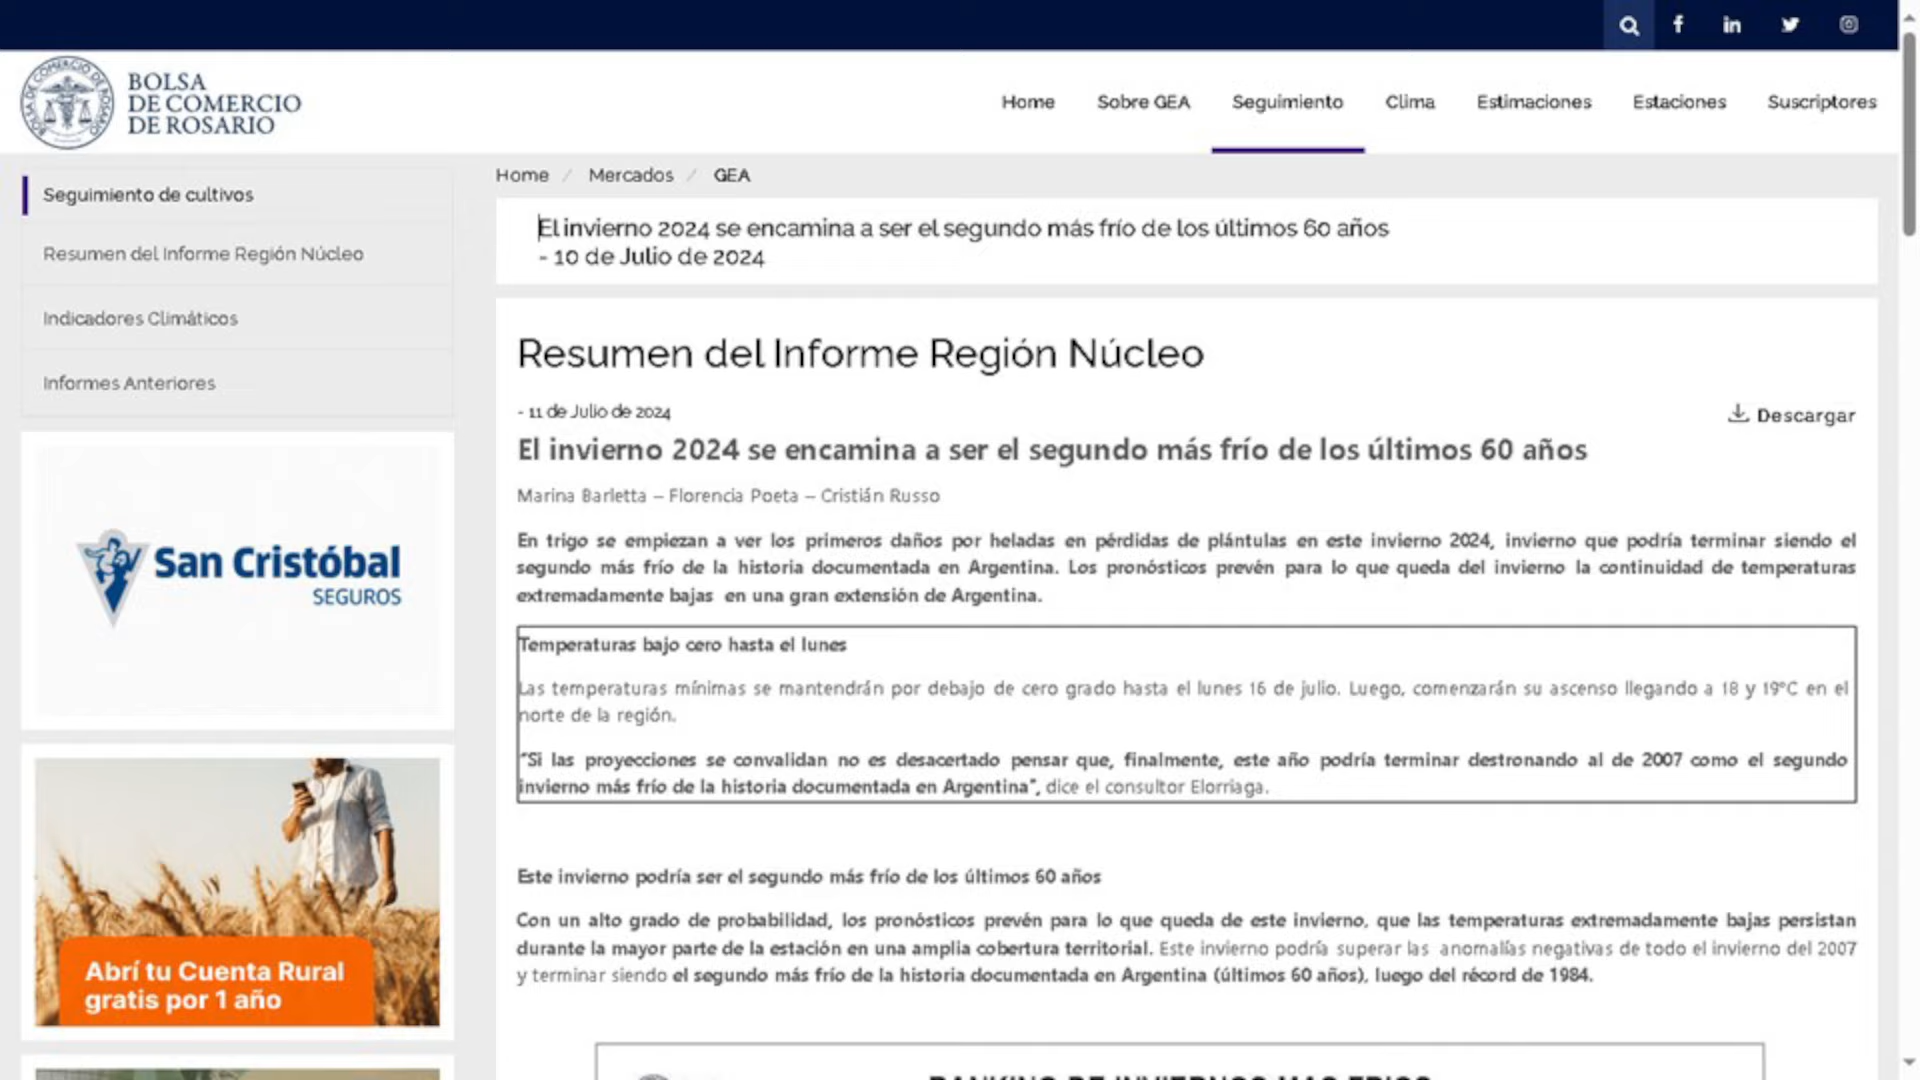 BOLSA
DE COMERCIO
DE ROSARIO
Home
Sobre GEA
Seguimiento
Clima
Estimaciones
Estaciones
Suscriptores
Seguimiento de cultivos
Resumen del Informe Región Núcleo
Indicadores Climáticos
Informes Anteriores
San Cristóbal
SEGUROS
Abrí tu Cuenta Rural
gratis por 1 año
Home / Mercados / GEA
El invierno 2024 se encamina a ser el segundo más frío de los últimos 60 años
- 10 de Julio de 2024
Resumen del Informe Región Núcleo
- 11 de Julio de 2024
Descargar
El invierno 2024 se encamina a ser el segundo más frío de los últimos 60 años
Marina Barletta – Florencia Poeta – Cristián Russo
En trigo se empiezan a ver los primeros daños por heladas en pérdidas de plántulas en este invierno 2024, invierno que podría terminar siendo el
segundo más frío de la historia documentada en Argentina. Los pronósticos prevén para lo que queda del invierno la continuidad de temperaturas
extremadamente bajas en una gran extensión de Argentina.
Temperaturas bajo cero hasta el lunes
Las temperaturas mínimas se mantendrán por debajo de cero grado hasta el lunes 16 de julio. Luego, comenzarán su ascenso llegando a 18 y 19°C en el
norte de la región.
"Si las proyecciones se convalidan no es desacertado pensar que, finalmente, este año podría terminar destronando al de 2007 como el segundo
invierno más frío de la historia documentada en Argentina", dice el consultor Elorriaga.
Este invierno podría ser el segundo más frío de los últimos 60 años
Con un alto grado de probabilidad, los pronósticos prevén para lo que queda de este invierno, que las temperaturas extremadamente bajas persistan
durante la mayor parte de la estación en una amplia cobertura territorial. Este invierno podría superar las anomalías negativas de todo el invierno del 2007
y terminar siendo el segundo más frío de la historia documentada en Argentina (últimos 60 años), luego del récord de 1984.
RANKING DE INVIERNOS MAS FRIOS